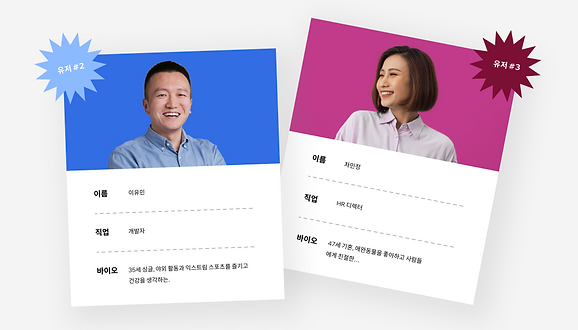 유저 #2
이름 이유민
직업 개발자
바이오 35세 싱글, 야외 활동과 익스트림 스포츠를 즐기고
건강을 생각하는.
유저 #3
이름 차민정
직업 HR 디렉터
바이오 47세 기혼, 애완동물을 좋아하고 사람들
에게 친절한...